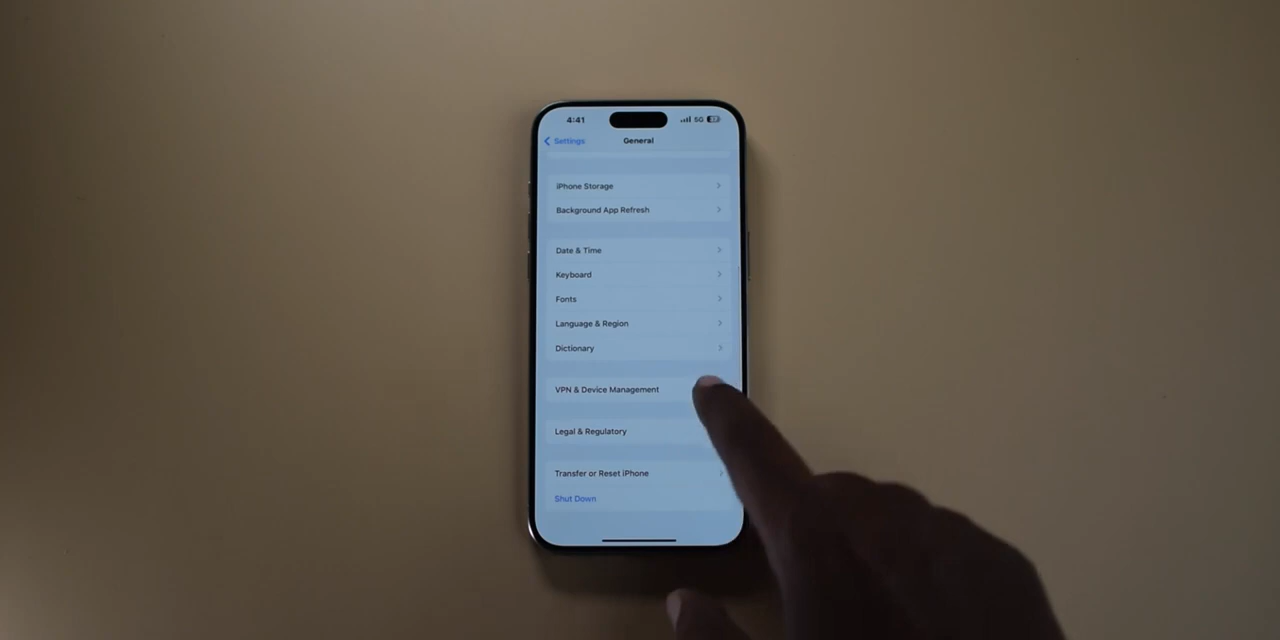 4:41
5G
Settings
General
iPhone Storage
Background App Refresh
Date & Time
Keyboard
Fonts
Language & Region
Dictionary
VPN & Device Management
Legal & Regulatory
Transfer or Reset iPhone
Shut Down